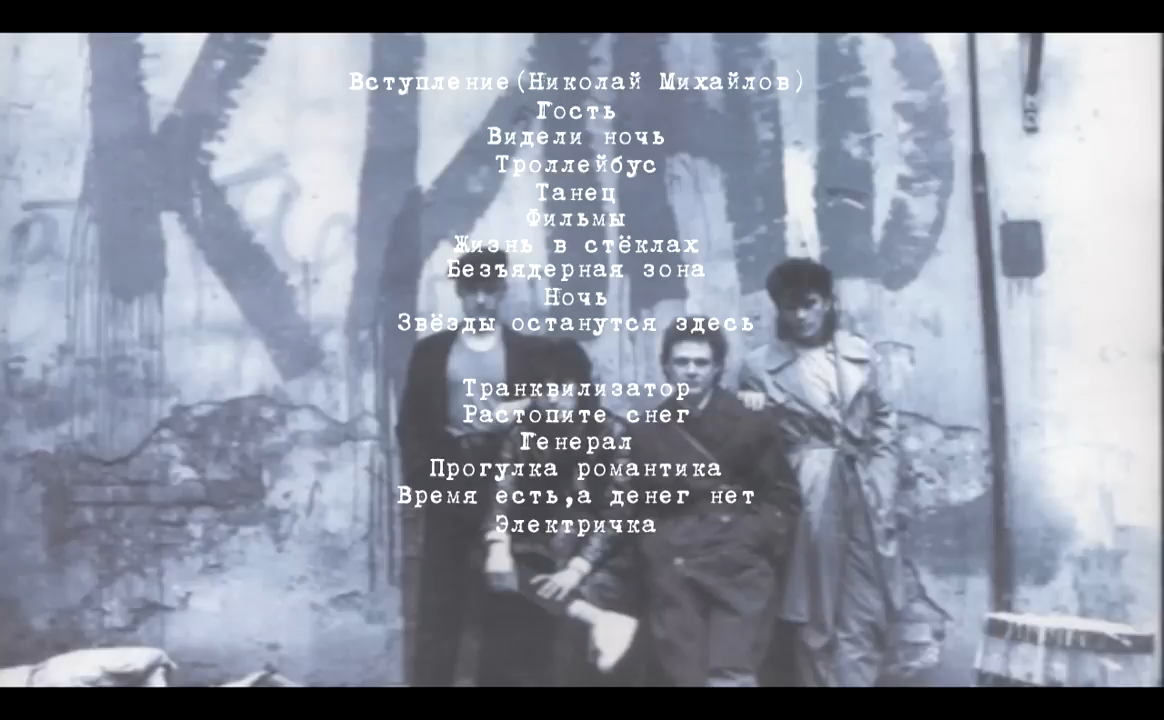 Вступление(Николай Михайлов)
Гость
Видели ночь
Троллейбус
Танец
Фильмы
Жизнь в стёклах
Безъядерная зона
Ночь
Звёзды останутся здесь
Транквилизатор
Растопите снег
Генерал
Прогулка романтика
Время есть,а денег нет
Электричка